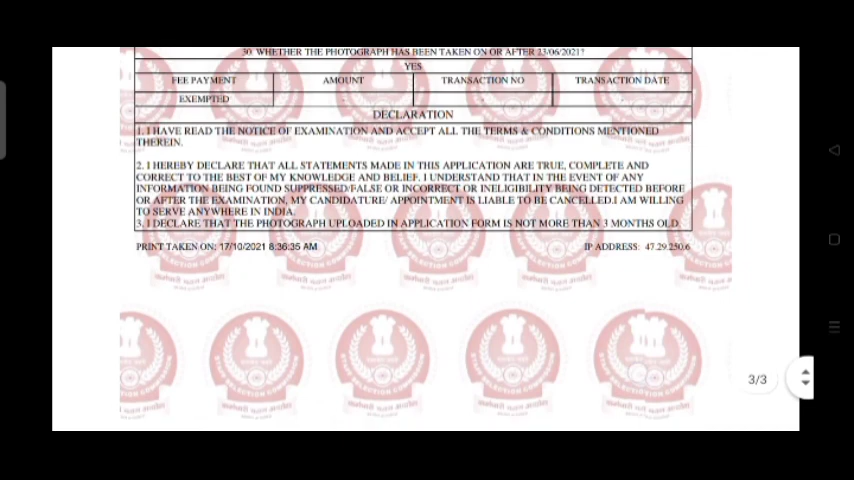 30. WHETHER THE PHOTOGRAPH HAS BEEN TAKEN ON OR AFTER 23/06/2021?
YES
FEE PAYMENT AMOUNT TRANSACTION NO TRANSACTION DATE
EXEMPTED - - -
DECLARATION
1. I HAVE READ THE NOTICE OF EXAMINATION AND ACCEPT ALL THE TERMS & CONDITIONS MENTIONED
THEREIN.
2. I HEREBY DECLARE THAT ALL STATEMENTS MADE IN THIS APPLICATION ARE TRUE, COMPLETE AND
CORRECT TO THE BEST OF MY KNOWLEDGE AND BELIEF. I UNDERSTAND THAT IN THE EVENT OF ANY
INFORMATION BEING FOUND SUPPRESSED/FALSE OR INCORRECT OR INELIGIBILITY BEING DETECTED BEFORE
OR AFTER THE EXAMINATION, MY CANDIDATURE/ APPOINTMENT IS LIABLE TO BE CANCELLED.I AM WILLING
TO SERVE ANYWHERE IN INDIA.
3. I DECLARE THAT THE PHOTOGRAPH UPLOADED IN APPLICATION FORM IS NOT MORE THAN 3 MONTHS OLD.
PRINT TAKEN ON: 17/10/2021 8:36:35 AM IP ADDRESS: 47.29.250.6
STAFF SELECTION COMMISSION
3/3